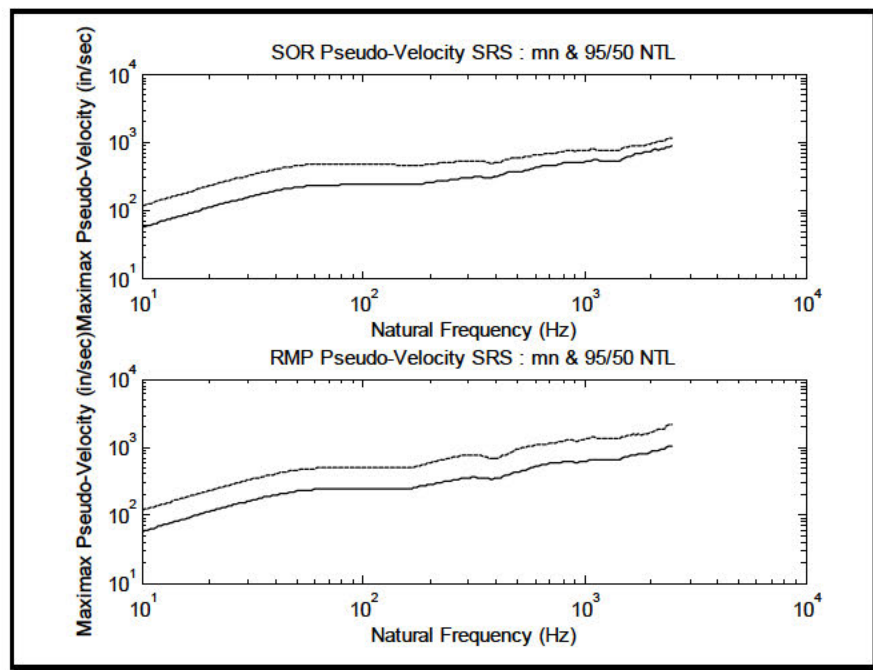 SOR Pseudo-Velocity SRS : mn & 95/50 NTL
Maximax Pseudo-Velocity (in/sec)
10^4
10^3
10^2
10^1
10^1
10^2
10^3
10^4
Natural Frequency (Hz)
RMP Pseudo-Velocity SRS : mn & 95/50 NTL
Maximax Pseudo-Velocity (in/sec)
10^4
10^3
10^2
10^1
10^1
10^2
10^3
10^4
Natural Frequency (Hz)